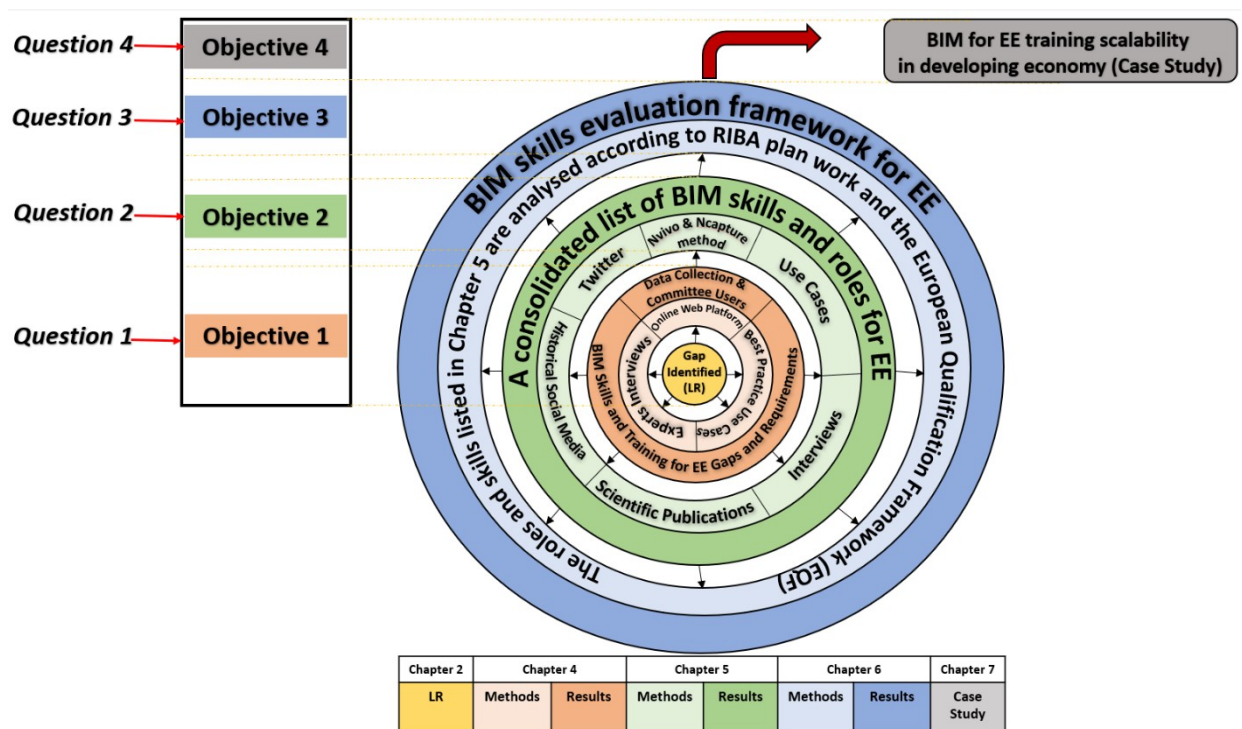 Question 4
Objective 4
Question 3
Objective 3
Question 2
Objective 2
Question 1
Objective 1
BIM for EE training scalability
in developing economy (Case Study)
BIM skills evaluation framework for EE
The roles and skills listed in Chapter 5 are analysed according to RIBA plan work and the European Qualification Framework (EQF)
A consolidated list of BIM skills and roles for EE
Historical Social Media
Twitter
Nvivo & Ncapture
method
Use Cases
Interviews
Scientific Publications
Data Collection &
Committee Users
BIM Skills and Training for EE Gaps and Requirements
Online Web Platform
Best Practice Use Cases
Experts Interviews
Gap
Identified
(LR)
Chapter 2 Chapter 4 Chapter 5 Chapter 6 Chapter 7
LR Methods Results Methods Results Methods Results Case
Study